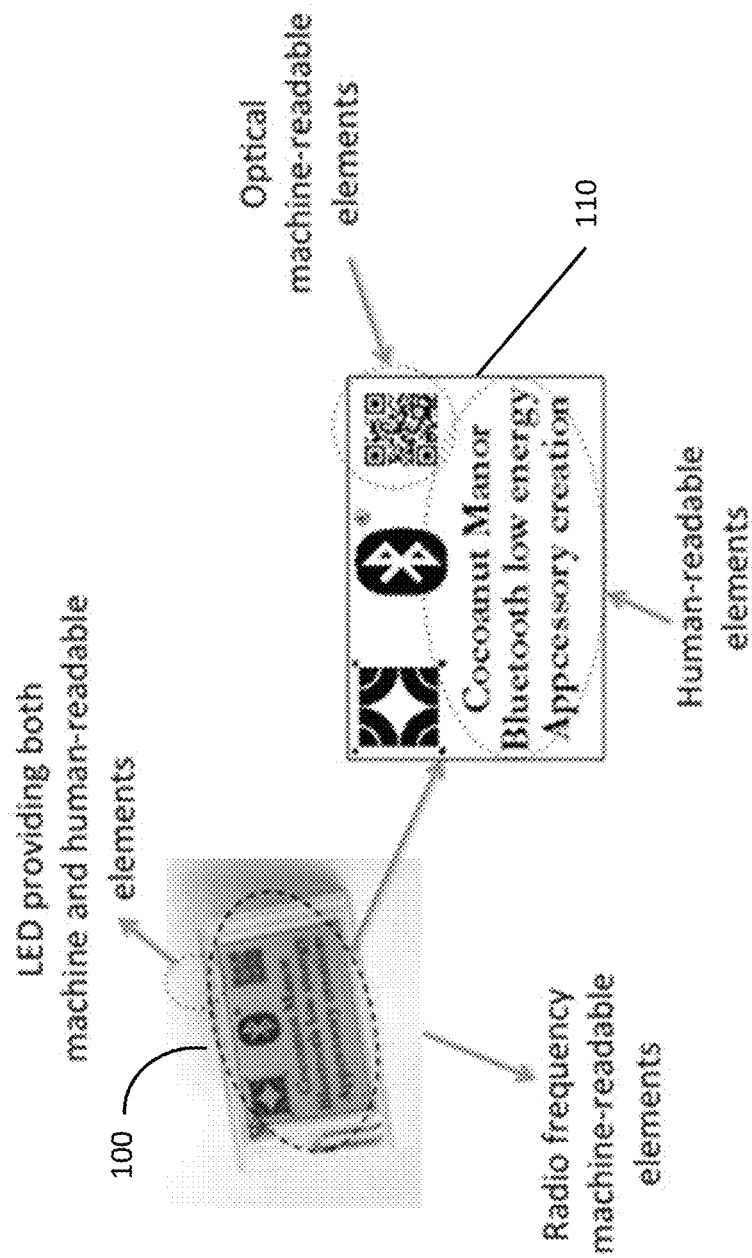 LED providing both
machine and human-readable
elements
100
Radio frequency
machine-readable
elements
Optical
machine-readable
elements
110
Cocoanut Manor
Bluetooth low energy
Appcessory creation
Human-readable
elements